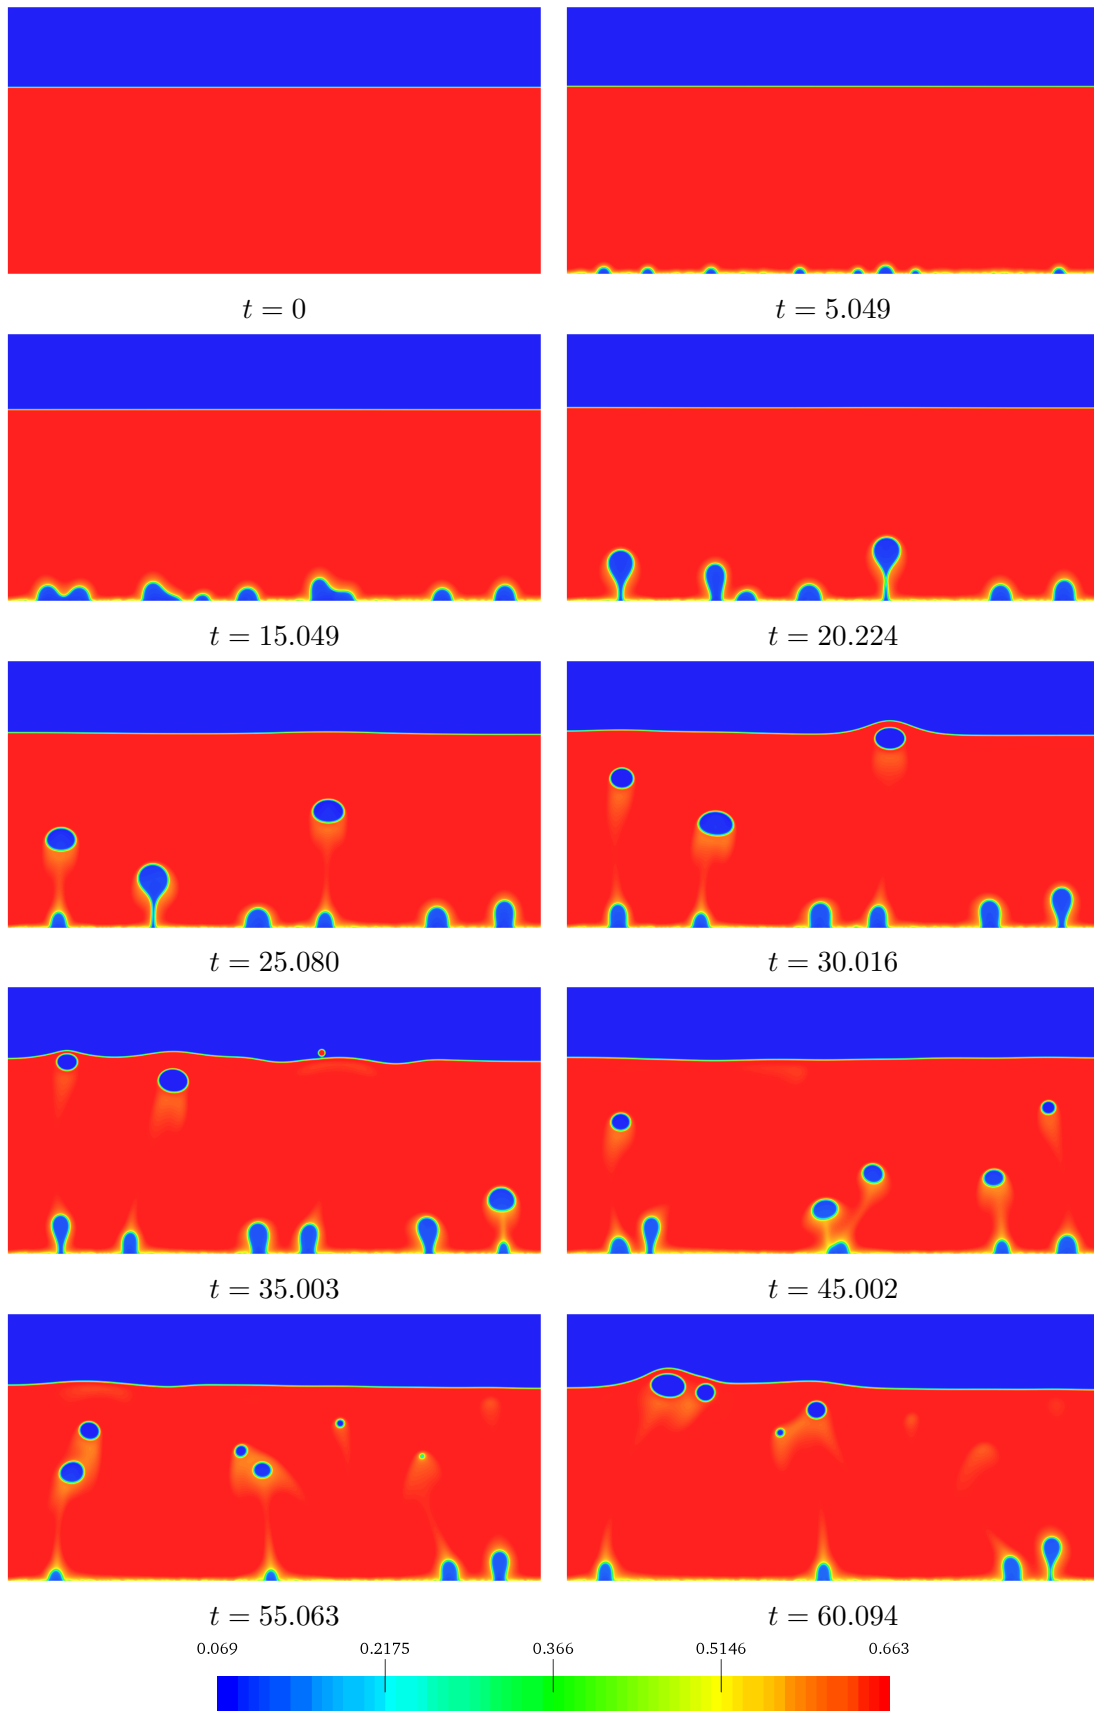 t = 0
t = 5.049
t = 15.049
t = 20.224
t = 25.080
t = 30.016
t = 35.003
t = 45.002
t = 55.063
t = 60.094
0.069 0.2175 0.366 0.5146 0.663